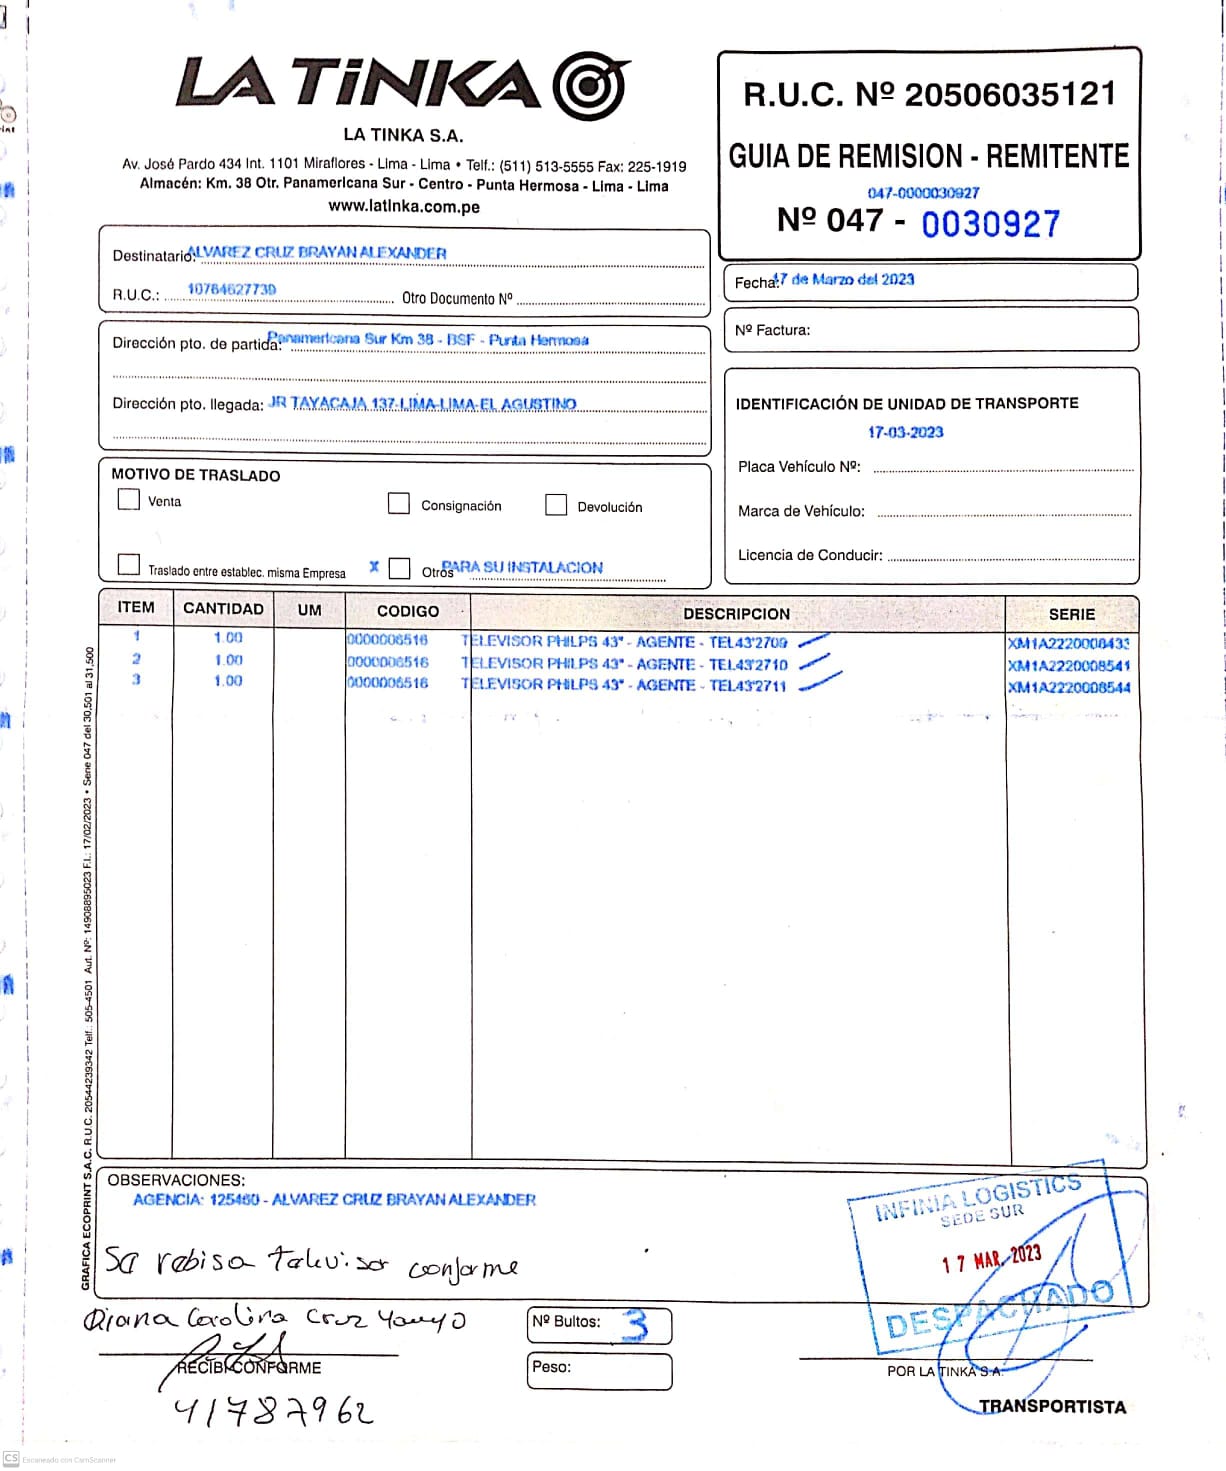 LA TiNKA
LA TINKA S.A.
Av. José Pardo 434 Int. 1101 Miraflores - Lima - Lima • Telf.: (511) 513-5555 Fax: 225-1919
Almacén: Km. 38 Otr. Panamericana Sur - Centro - Punta Hermosa - Lima - Lima
www.latinka.com.pe
R.U.C. Nº 20506035121
GUIA DE REMISION - REMITENTE
047-0000030927
Nº 047 - 0030927
Destinatario: ALVAREZ CRUZ BRAYAN ALEXANDER
R.U.C.: 10764627739 Otro Documento Nº
Fecha: 17 de Marzo del 2023
Nº Factura:
Dirección pto. de partida: Panamericana Sur Km 38 - BSF - Punta Hermosa
Dirección pto. llegada: JR TAYACAJA 137-LIMA-LIMA-EL AGUSTINO
IDENTIFICACIÓN DE UNIDAD DE TRANSPORTE
17-03-2023
Placa Vehículo Nº:
Marca de Vehículo:
Licencia de Conducir:
MOTIVO DE TRASLADO
Venta Consignación Devolución
Traslado entre establec. misma Empresa X Otros PARA SU INSTALACION
ITEM CANTIDAD UM CODIGO DESCRIPCION SERIE
1 1.00 0000006516 TELEVISOR PHILPS 43" - AGENTE - TEL43'2709 XM1A2220008433
2 1.00 0000006516 TELEVISOR PHILPS 43" - AGENTE - TEL43'2710 XM1A2220008541
3 1.00 0000006516 TELEVISOR PHILPS 43" - AGENTE - TEL43'2711 XM1A2220008544
GRAFICA ECOPRINT S.A.C. R.U.C. 20544239342 Telf.: 505-4501 Aut. Nº: 14908895023 F.I.: 17/02/2023 • Serie 047 del 30,501 al 31,500
OBSERVACIONES:
AGENCIA: 125460 - ALVAREZ CRUZ BRAYAN ALEXANDER
Sa rebisa televisor conforme
INFINIA LOGISTICS
SEDE SUR
17 MAR. 2023
DESPACHADO
Diana Carolina Cruz
RECIBI CONFORME
41787962
Nº Bultos: 3
Peso:
POR LA TINKA S.A.
TRANSPORTISTA
CS Escaneado con CamScanner